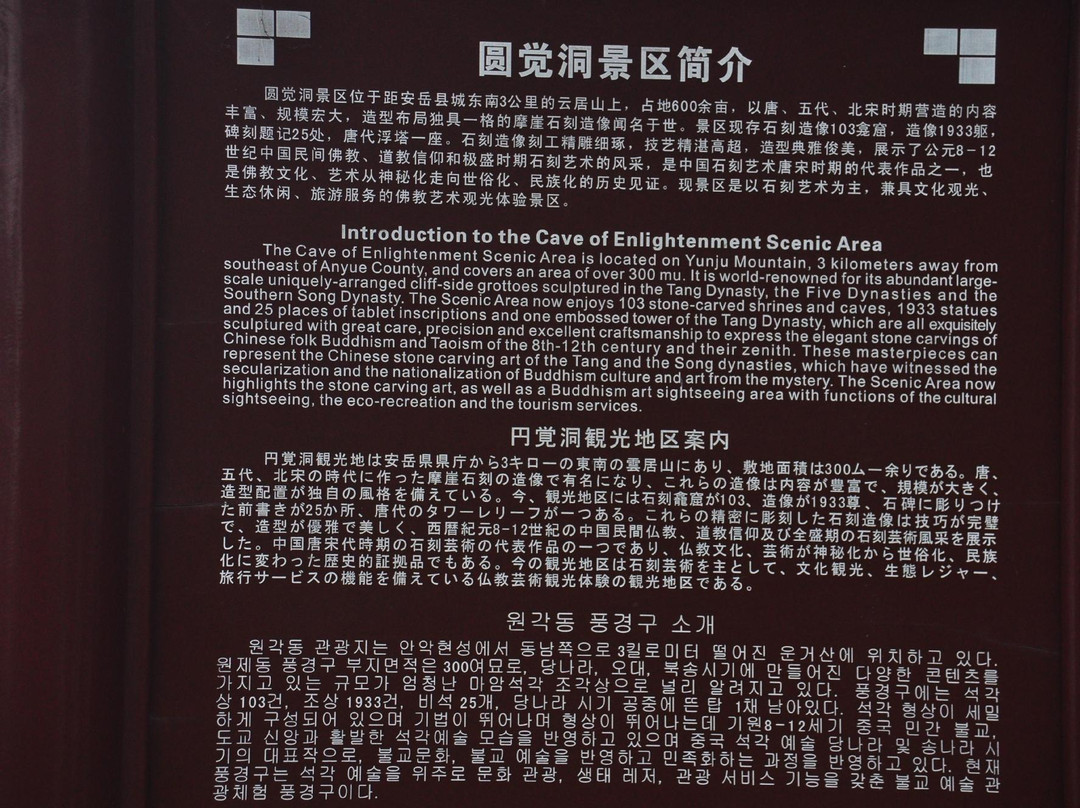 圆觉洞景区简介
圆觉洞景区位于距安岳县城东南3公里的云居山上，占地600余亩，以唐、五代、北宋时期营造的内容
丰富、规模宏大，造型布局独具一格的摩崖石刻造像闻名于世。景区现存石刻造像103龛窟，造像1933躯，
碑刻题记25处，唐代浮塔一座。石刻造像刻工精雕细琢，技艺精湛高超，造型典雅俊美，展示了公元8-12
世纪中国民间佛教、道教信仰和极盛时期石刻艺术的风采，是中国石刻艺术唐宋时期的代表作品之一，也
是佛教文化、艺术从神秘化走向世俗化、民族化的历史见证。现景区是以石刻艺术为主，兼具文化观光、
生态休闲、旅游服务的佛教艺术观光体验景区。
Introduction to the Cave of Enlightenment Scenic Area
The Cave of Enlightenment Scenic Area is located on Yunju Mountain, 3 kilometers away from
southeast of Anyue County, and covers an area of over 300 mu. It is world-renowned for its abundant large-
scale uniquely-arranged cliff-side grottoes sculptured in the Tang Dynasty, the Five Dynasties and the
Southern Song Dynasty. The Scenic Area now enjoys 103 stone-carved shrines and caves, 1933 statues
and 25 places of tablet inscriptions and one embossed tower of the Tang Dynasty, which are all exquisitely
sculptured with great care, precision and excellent craftsmanship to express the elegant stone carvings of
Chinese folk Buddhism and Taoism of the 8th-12th century and their zenith. These masterpieces can
represent the Chinese stone carving art of the Tang and the Song dynasties, which have witnessed the
secularization and the nationalization of Buddhism culture and art from the mystery. The Scenic Area now
highlights the stone carving art, as well as a Buddhism art sightseeing area with functions of the cultural
sightseeing, the eco-recreation and the tourism services.
円覚洞観光地区案内
円覚洞観光地は安岳県県庁から3キローの東南の雲居山にあり、敷地面積は300ムー余りである。唐、
五代、北宋の時代に作った摩崖石刻の造像で有名になり、これらの造像は内容が豊富で、規模が大きく、
造型配置が独自の風格を備えている。今、観光地区には石刻龕窟が103、造像が1933尊、石碑に彫りつけ
た前書きが25か所、唐代のタワーレリーフが一つある。これらの精密に彫刻した石刻造像は技巧が完璧
で、造型が優雅で美しく、西暦紀元8-12世紀の中国民間仏教、道教信仰及び全盛期の石刻芸術風采を展示
した。中国唐宋代時期の石刻芸術の代表作品の一つであり、仏教文化、芸術が神秘化から世俗化、民族
化に変わった歴史的証拠品でもある。今の観光地区は石刻芸術を主として、文化観光、生態レジャー、
旅行サービスの機能を備えている仏教芸術観光体験の観光地区である。
원각동 풍경구 소개
원각동 관광지는 안악현성에서 동남쪽으로 3킬로미터 떨어진 운거산에 위치하고 있다.
원제동 풍경구 부지면적은 300여묘로, 당나라, 오대, 북송시기에 만들어진 다양한 콘텐츠를
가지고 있는 규모가 엄청난 마암석각 조각상으로 널리 알려지고 있다. 풍경구에는 석각
상 103건, 조상 1933건, 비석 25개, 당나라 시기 공중에 뜬 탑 1채 남아있다. 석각 형상이 세밀
하게 구성되어 있으며 기법이 뛰어나며 형상이 뛰어나는데 기원8-12세기 중국 민간 불교,
도교 신앙과 활발한 석각예술 모습을 반영하고 있으며 중국 석각 예술 당나라 및 송나라 시
기의 대표작으로, 불교문화, 불교 예술을 반영하고 민족화하는 과정을 반영하고 있다. 현재
풍경구는 석각 예술을 위주로 문화 관광, 생태 레저, 관광 서비스 기능을 갖춘 불교 예술 관
광체험 풍경구이다.